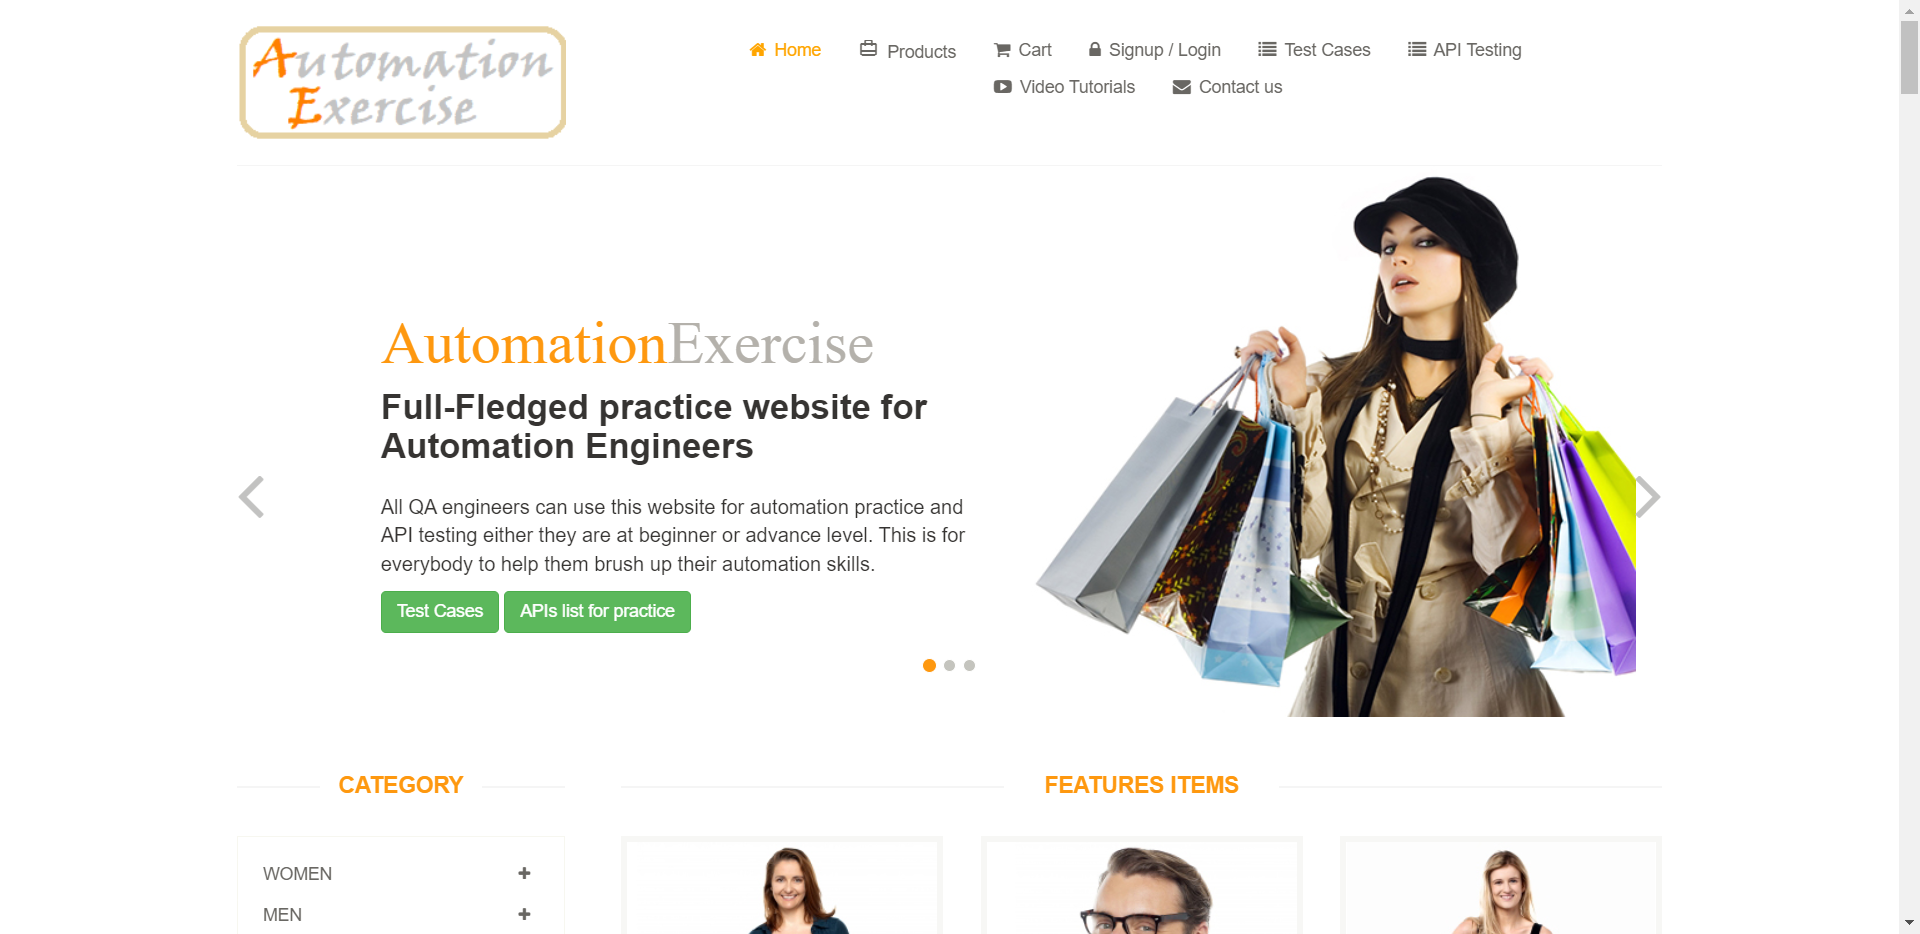 Automation
Exercise
Home
Products
Cart
Signup / Login
Test Cases
API Testing
Video Tutorials
Contact us
AutomationExercise
Full-Fledged practice website for
Automation Engineers
All QA engineers can use this website for automation practice and
API testing either they are at beginner or advance level. This is for
everybody to help them brush up their automation skills.
Test Cases
APIs list for practice
CATEGORY
FEATURES ITEMS
WOMEN
MEN